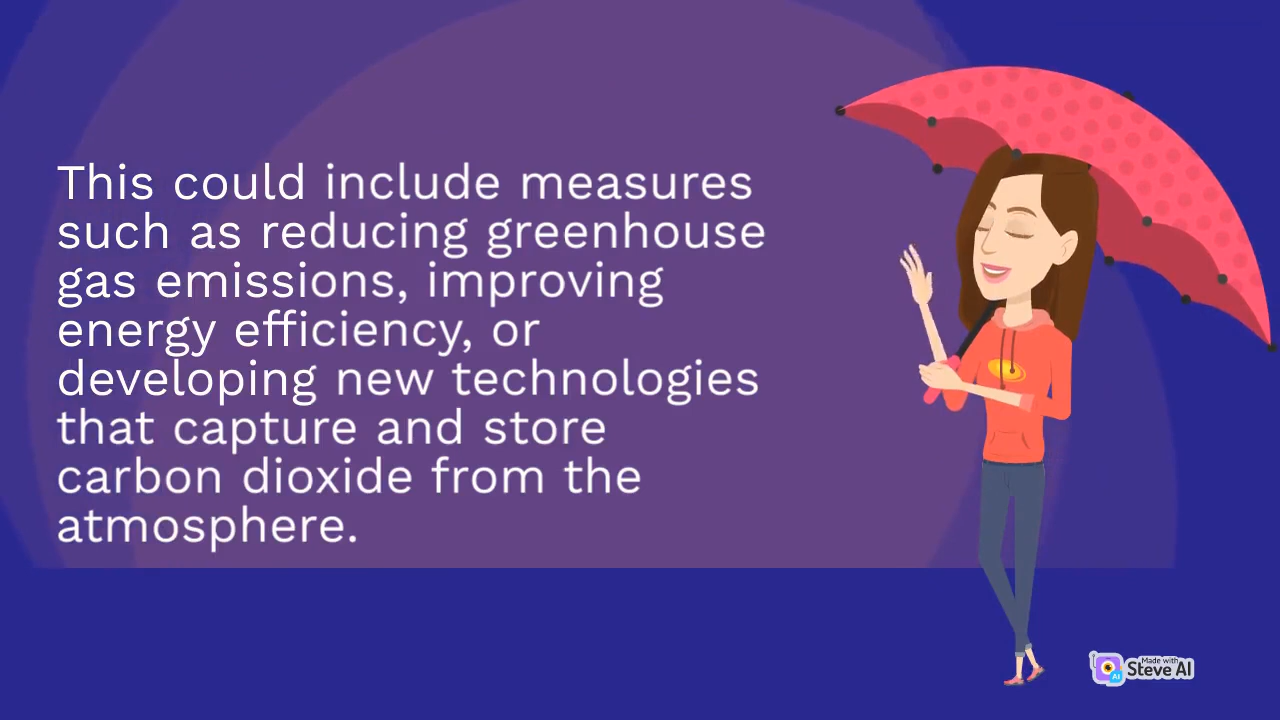 This could include measures
such as reducing greenhouse
gas emissions, improving
energy efficiency, or
developing new technologies
that capture and store
carbon dioxide from the
atmosphere.
Made with
Steve AI
AI